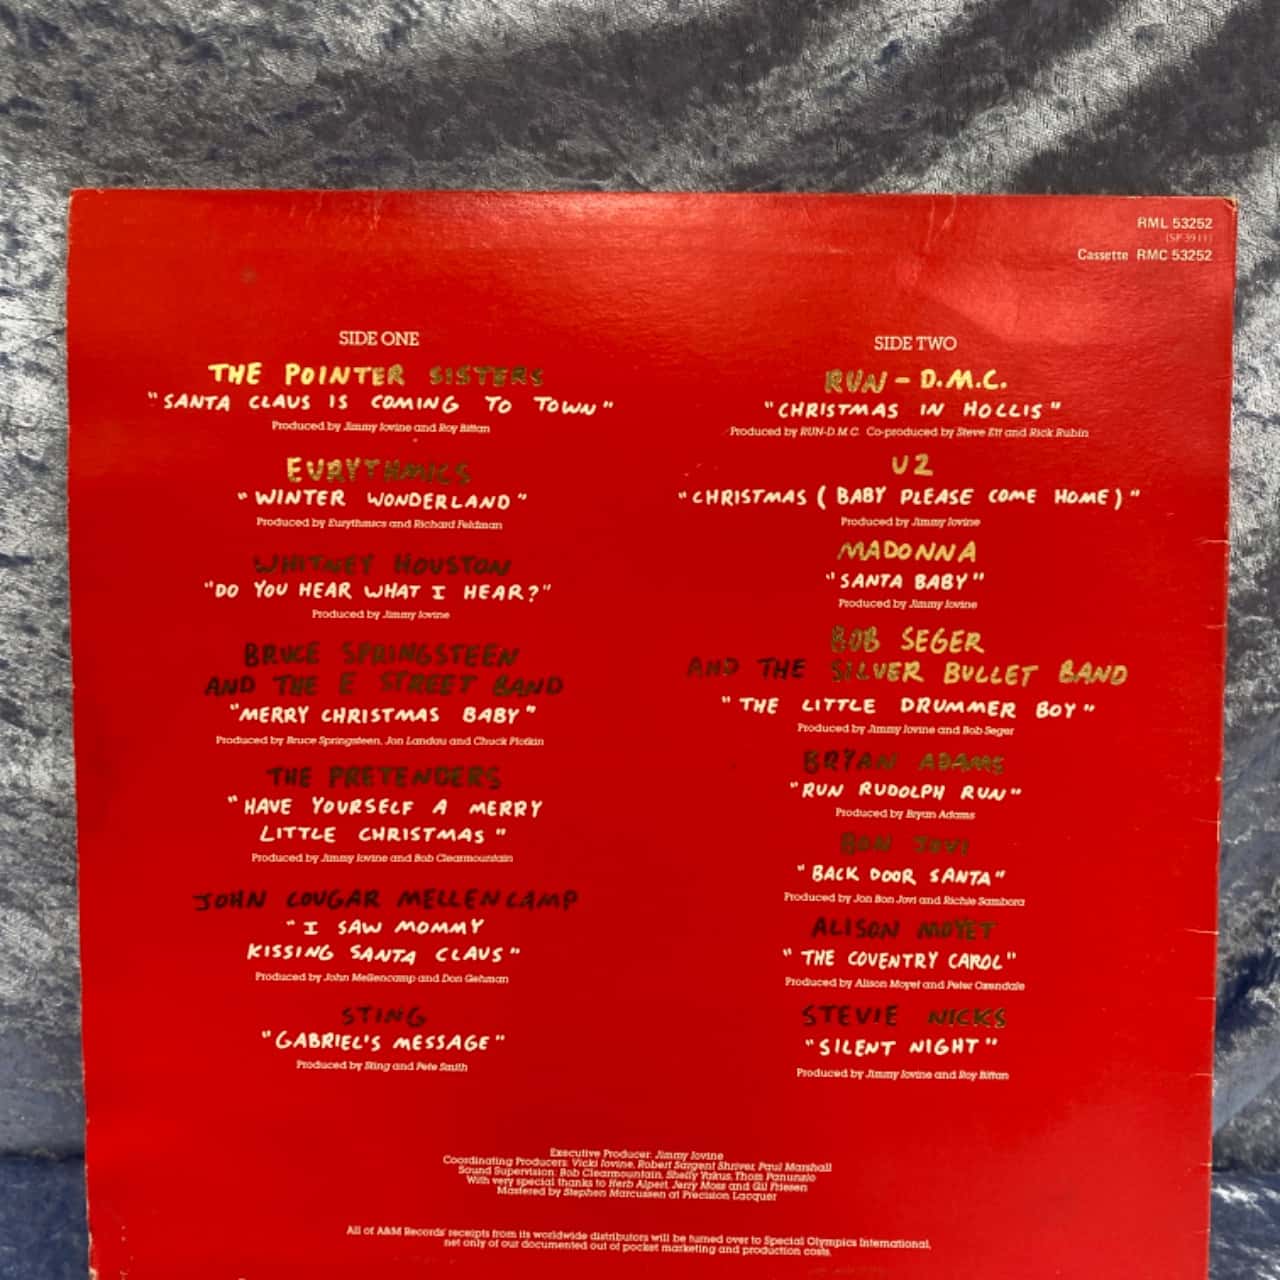 RML 53252
(SP-3911)
Cassette RMC 53252
SIDE ONE
THE POINTER SISTERS
"SANTA CLAUS IS COMING TO TOWN"
Produced by Jimmy Iovine and Roy Bittan
EURYTHMICS
"WINTER WONDERLAND"
Produced by Eurythmics and Richard Feldman
WHITNEY HOUSTON
"DO YOU HEAR WHAT I HEAR?"
Produced by Jimmy Iovine
BRUCE SPRINGSTEEN
AND THE E STREET BAND
"MERRY CHRISTMAS BABY"
Produced by Bruce Springsteen, Jon Landau and Chuck Plotkin
THE PRETENDERS
"HAVE YOURSELF A MERRY
LITTLE CHRISTMAS"
Produced by Jimmy Iovine and Bob Clearmountain
JOHN COUGAR MELLENCAMP
"I SAW MOMMY
KISSING SANTA CLAUS"
Produced by John Mellencamp and Don Gehman
STING
"GABRIEL'S MESSAGE"
Produced by Sting and Pete Smith
SIDE TWO
RUN-D.M.C.
"CHRISTMAS IN HOLLIS"
Produced by RUN-D.M.C. Co-produced by Steve Ett and Rick Rubin
U2
"CHRISTMAS (BABY PLEASE COME HOME)"
Produced by Jimmy Iovine
MADONNA
"SANTA BABY"
Produced by Jimmy Iovine
BOB SEGER
AND THE SILVER BULLET BAND
"THE LITTLE DRUMMER BOY"
Produced by Jimmy Iovine and Bob Seger
BRYAN ADAMS
"RUN RUDOLPH RUN"
Produced by Bryan Adams
BON JOVI
"BACK DOOR SANTA"
Produced by Jon Bon Jovi and Richie Sambora
ALISON MOYET
"THE COVENTRY CAROL"
Produced by Alison Moyet and Peter Oxendale
STEVIE NICKS
"SILENT NIGHT"
Produced by Jimmy Iovine and Roy Bittan
Executive Producer: Jimmy Iovine
Coordinating Producers: Vicki Iovine, Robert Sargent Shriver, Paul Marshall
Sound Supervision: Bob Clearmountain, Shelly Yakus, Thom Panunzio
With very special thanks to Herb Alpert, Jerry Moss and Gil Friesen
Mastered by Stephen Marcussen at Precision Lacquer
All of A&M Records' receipts from its worldwide distributors will be turned over to Special Olympics International,
net only of our documented out of pocket marketing and production costs.